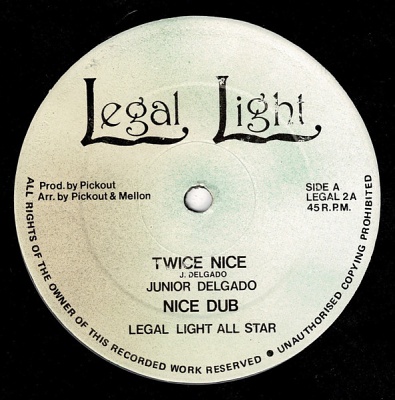 Legal Light
Prod. by Pickout
Arr. by Pickout & Mellon
SIDE A
LEGAL 2A
45 R.P.M.
TWICE NICE
J. DELGADO
JUNIOR DELGADO
NICE DUB
LEGAL LIGHT ALL STAR
ALL RIGHTS OF THE OWNER OF THIS RECORDED WORK RESERVED ● UNAUTHORISED COPYING PROHIBITED